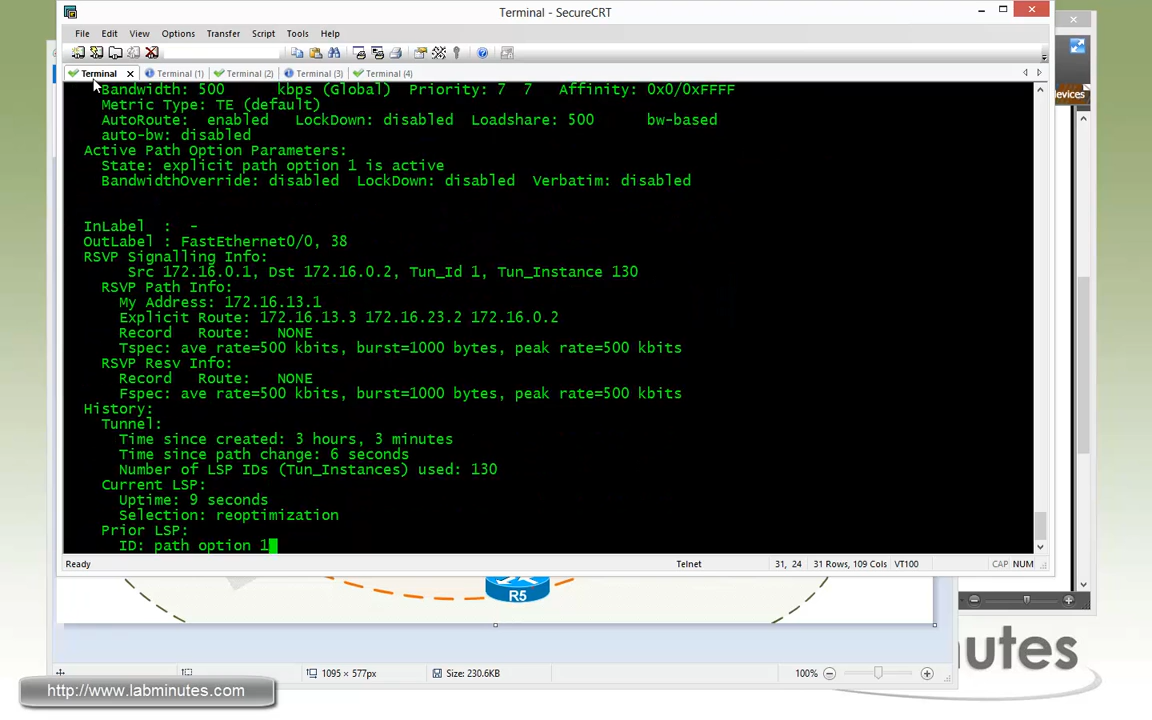 Terminal - SecureCRT
File Edit View Options Transfer Script Tools Help
Terminal Terminal (1) Terminal (2) Terminal (3) Terminal (4)
Bandwidth: 500 kbps (Global) Priority: 7 7 Affinity: 0x0/0xFFFF
Metric Type: TE (default)
AutoRoute: enabled LockDown: disabled Loadshare: 500 bw-based
auto-bw: disabled
Active Path Option Parameters:
State: explicit path option 1 is active
BandwidthOverride: disabled LockDown: disabled Verbatim: disabled
InLabel : -
OutLabel : FastEthernet0/0, 38
RSVP Signalling Info:
Src 172.16.0.1, Dst 172.16.0.2, Tun_Id 1, Tun_Instance 130
RSVP Path Info:
My Address: 172.16.13.1
Explicit Route: 172.16.13.3 172.16.23.2 172.16.0.2
Record Route: NONE
Tspec: ave rate=500 kbits, burst=1000 bytes, peak rate=500 kbits
RSVP Resv Info:
Record Route: NONE
Fspec: ave rate=500 kbits, burst=1000 bytes, peak rate=500 kbits
History:
Tunnel:
Time since created: 3 hours, 3 minutes
Time since path change: 6 seconds
Number of LSP IDs (Tun_Instances) used: 130
Current LSP:
Uptime: 9 seconds
Selection: reoptimization
Prior LSP:
ID: path option 1
Ready Telnet 31, 24 31 Rows, 109 Cols VT100 CAP NUM
devices
R5
1095 × 577px Size: 230.6KB 100%
nutes
http://www.labminutes.com